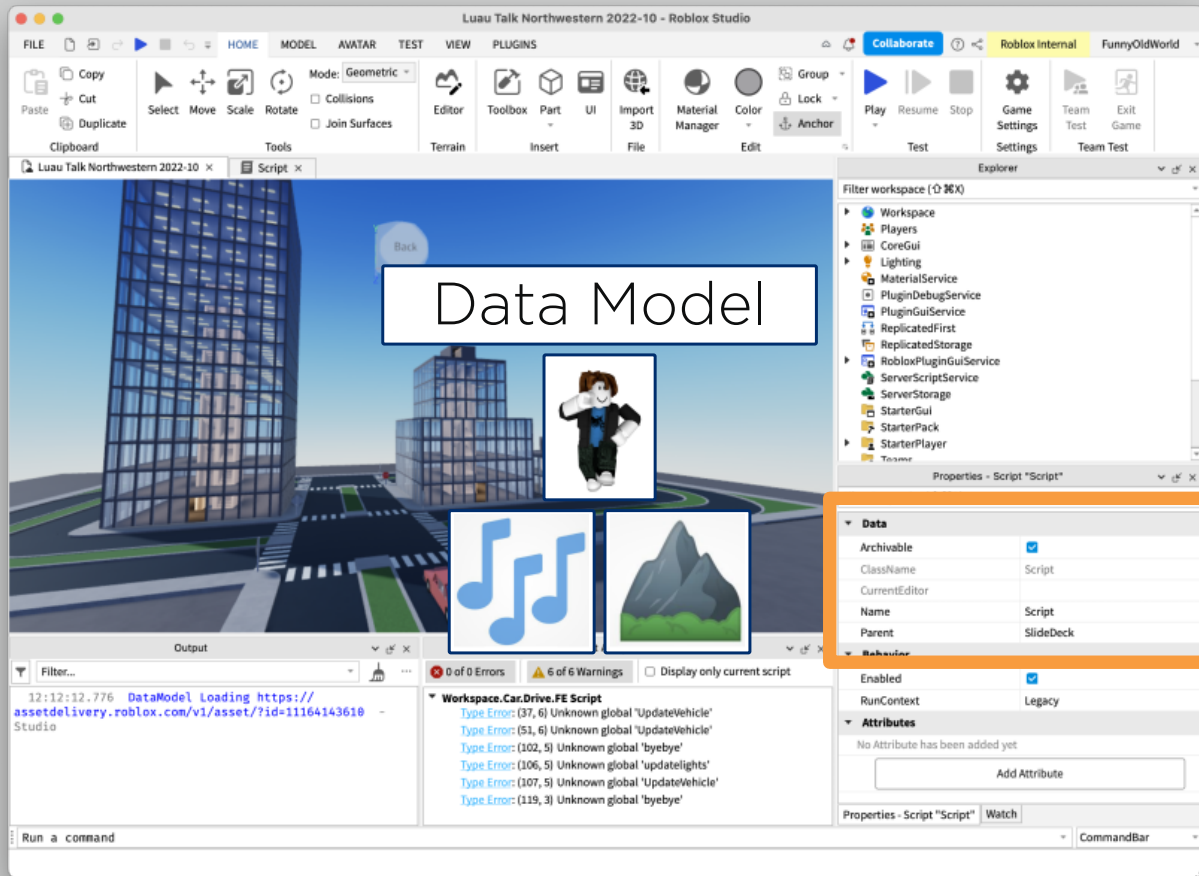 Luau Talk Northwestern 2022-10 - Roblox Studio
FILE HOME MODEL AVATAR TEST VIEW PLUGINS Collaborate Roblox Internal FunnyOldWorld
Paste Copy Cut Duplicate
Clipboard
Select Move Scale Rotate Mode: Geometric
Collisions
Join Surfaces
Tools
Editor
Terrain
Toolbox Part UI
Insert
Import 3D
File
Material Manager Color Group
Lock
Anchor
Edit
Play Resume Stop
Test
Game Settings
Settings
Team Test Exit Game
Team Test
Luau Talk Northwestern 2022-10 × Script ×
Back
Data Model
Explorer
Filter workspace (⇧⌘X)
Workspace
Players
CoreGui
Lighting
MaterialService
PluginDebugService
PluginGuiService
ReplicatedFirst
ReplicatedStorage
RobloxPluginGuiService
ServerScriptService
ServerStorage
StarterGui
StarterPack
StarterPlayer
Teams
Properties - Script "Script"
Data
Archivable
ClassName Script
CurrentEditor
Name Script
Parent SlideDeck
Behavior
Enabled
RunContext Legacy
Attributes
No Attribute has been added yet
Add Attribute
Properties - Script "Script" Watch
Output
Filter...
12:12:12.776 DataModel Loading https://
assetdelivery.roblox.com/v1/asset/?id=11164143610 -
Studio
0 of 0 Errors 6 of 6 Warnings Display only current script
Workspace.Car.Drive.FE Script
Type Error: (37, 6) Unknown global 'UpdateVehicle'
Type Error: (51, 6) Unknown global 'UpdateVehicle'
Type Error: (102, 5) Unknown global 'byebye'
Type Error: (106, 5) Unknown global 'updatelights'
Type Error: (107, 5) Unknown global 'UpdateVehicle'
Type Error: (119, 3) Unknown global 'byebye'
Run a command CommandBar